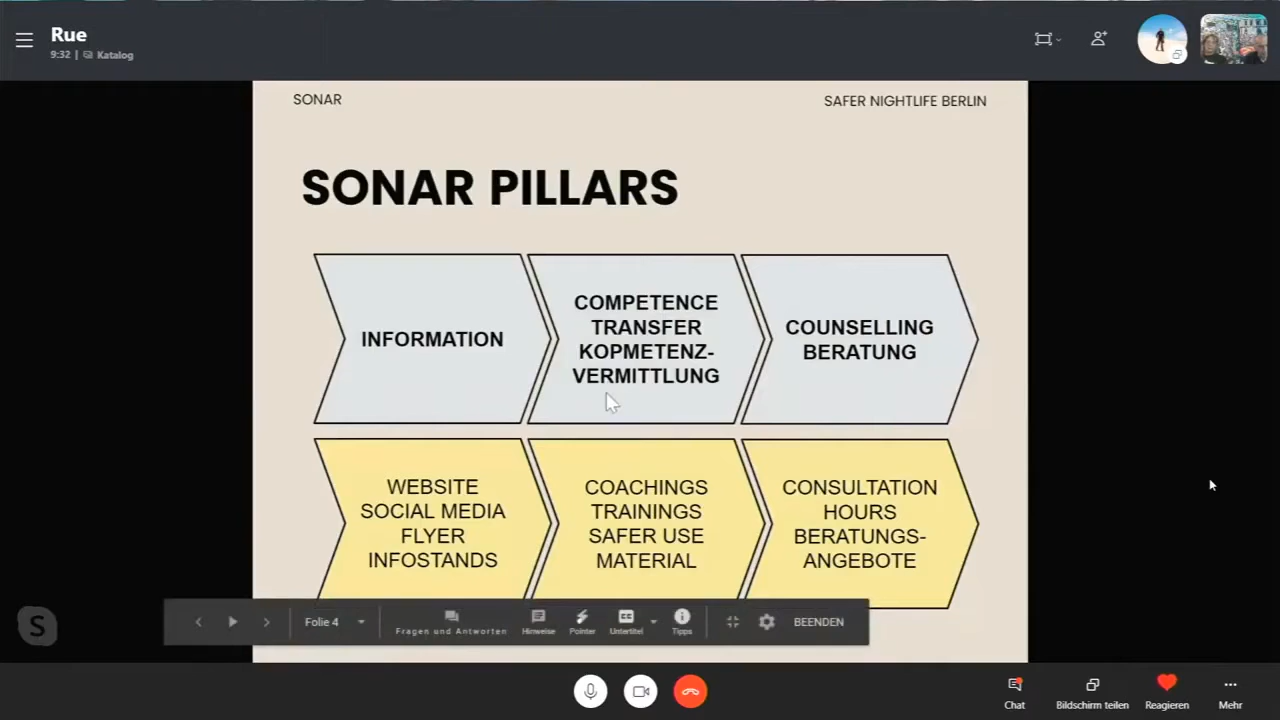 Rue
9:32 | Katalog
SONAR
SAFER NIGHTLIFE BERLIN
SONAR PILLARS
INFORMATION
COMPETENCE
TRANSFER
KOPMETENZ-
VERMITTLUNG
COUNSELLING
BERATUNG
WEBSITE
SOCIAL MEDIA
FLYER
INFOSTANDS
COACHINGS
TRAININGS
SAFER USE
MATERIAL
CONSULTATION
HOURS
BERATUNGS-
ANGEBOTE
S
Folie 4
Fragen und Antworten
Hinweise
Pointer
CC
Untertitel
Tipps
BEENDEN
Chat
Bildschirm teilen
Reagieren
Mehr